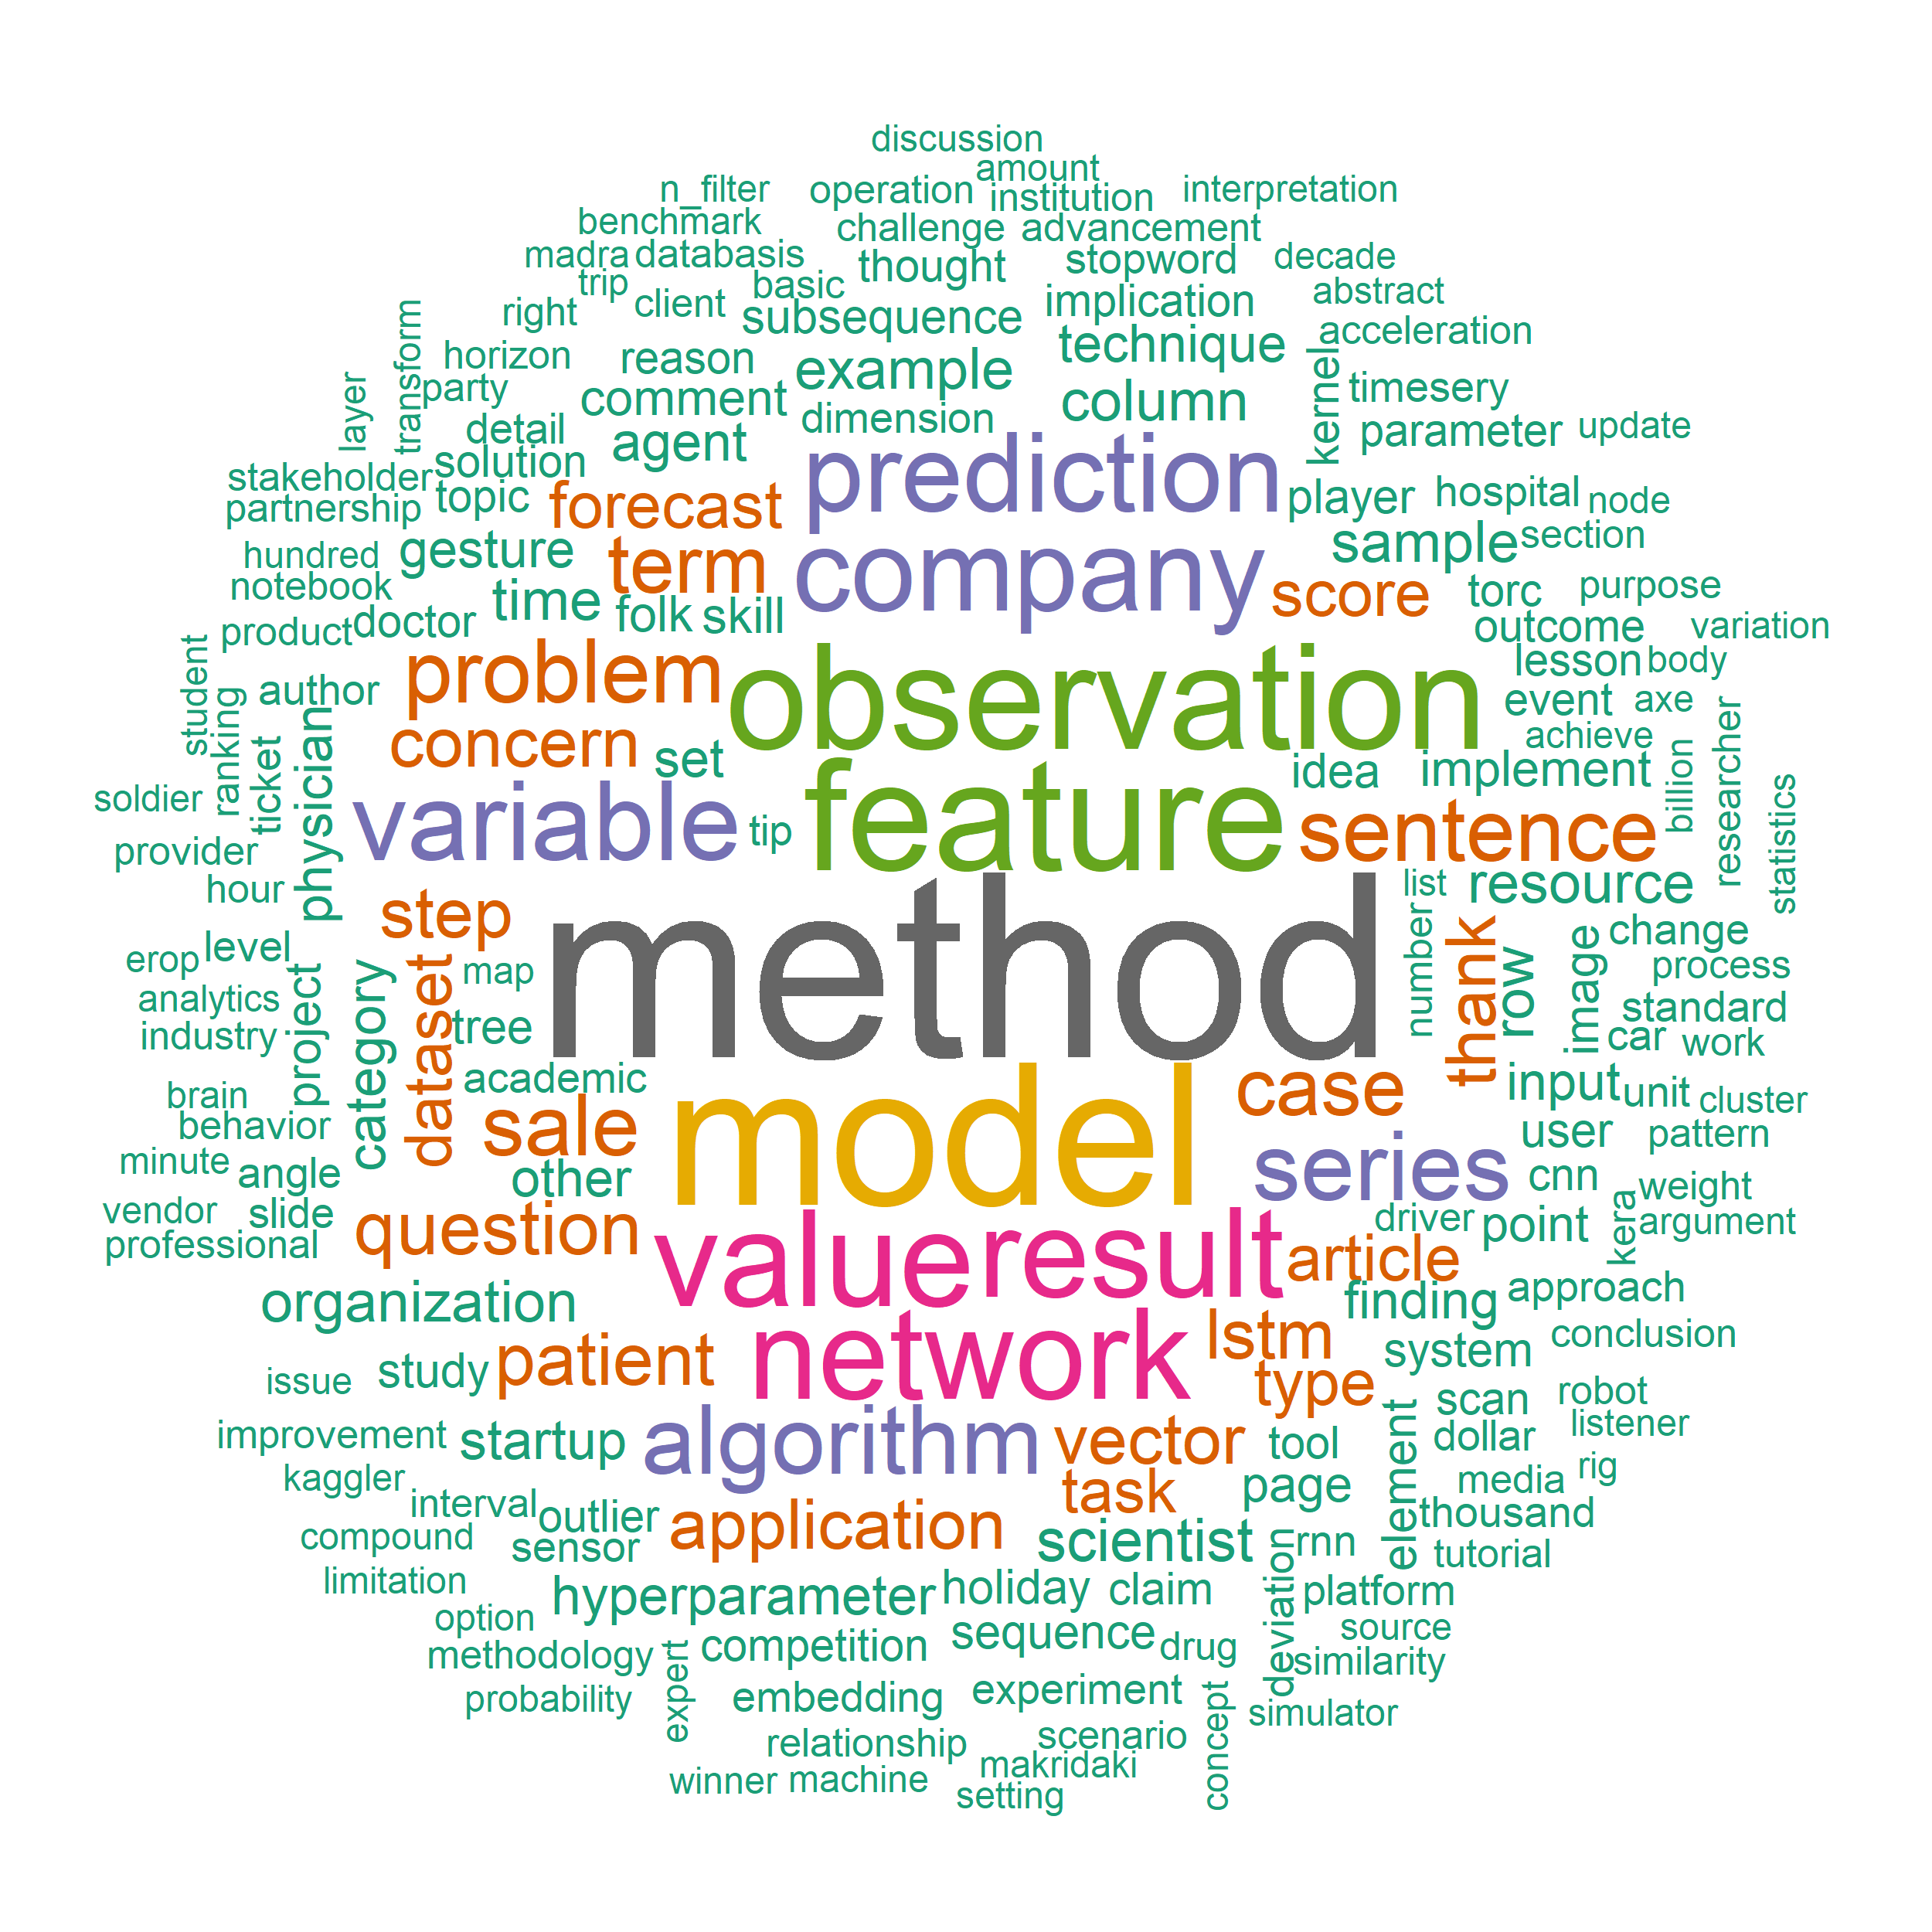 discussion
amount
n_filter
operation
institution
interpretation
benchmark
challenge
advancement
madra
databasis
thought
stopword
decade
trip
client
basic
implication
abstract
right
subsequence
technique
acceleration
transform
horizon
reason
example
kernel
timesery
layer
party
comment
dimension
column
parameter
update
detail
agent
prediction
stakeholder
solution
forecast
player
hospital
node
partnership
topic
sample
section
hundred
gesture
term
company
score
torc
purpose
notebook
time
folk
skill
outcome
variation
product
doctor
problem
observation
lesson
body
student
author
event
axe
ranking
ticket
physician
concern
set
idea
implement
achieve
billion
researcher
statistics
soldier
variable
tip
feature
sentence
provider
hour
step
method
list
resource
number
thank
row
image
change
erop
level
map
process
analytics
project
category
dataset
tree
standard
industry
car
work
brain
academic
model
case
input
unit
cluster
behavior
sale
series
user
pattern
minute
angle
other
cnn
weight
vendor
slide
question
value
result
driver
point
kera
argument
professional
article
organization
network
finding
approach
issue
study
patient
lstm
system
conclusion
type
scan
robot
improvement
startup
algorithm
vector
tool
element
dollar
listener
kaggler
interval
outlier
application
task
page
media
rig
compound
sensor
scientist
rnn
thousand
tutorial
limitation
hyperparameter
holiday
claim
deviation
platform
option
methodology
expert
competition
sequence
drug
source
similarity
probability
embedding
experiment
concept
simulator
relationship
scenario
winner
machine
makridaki
setting